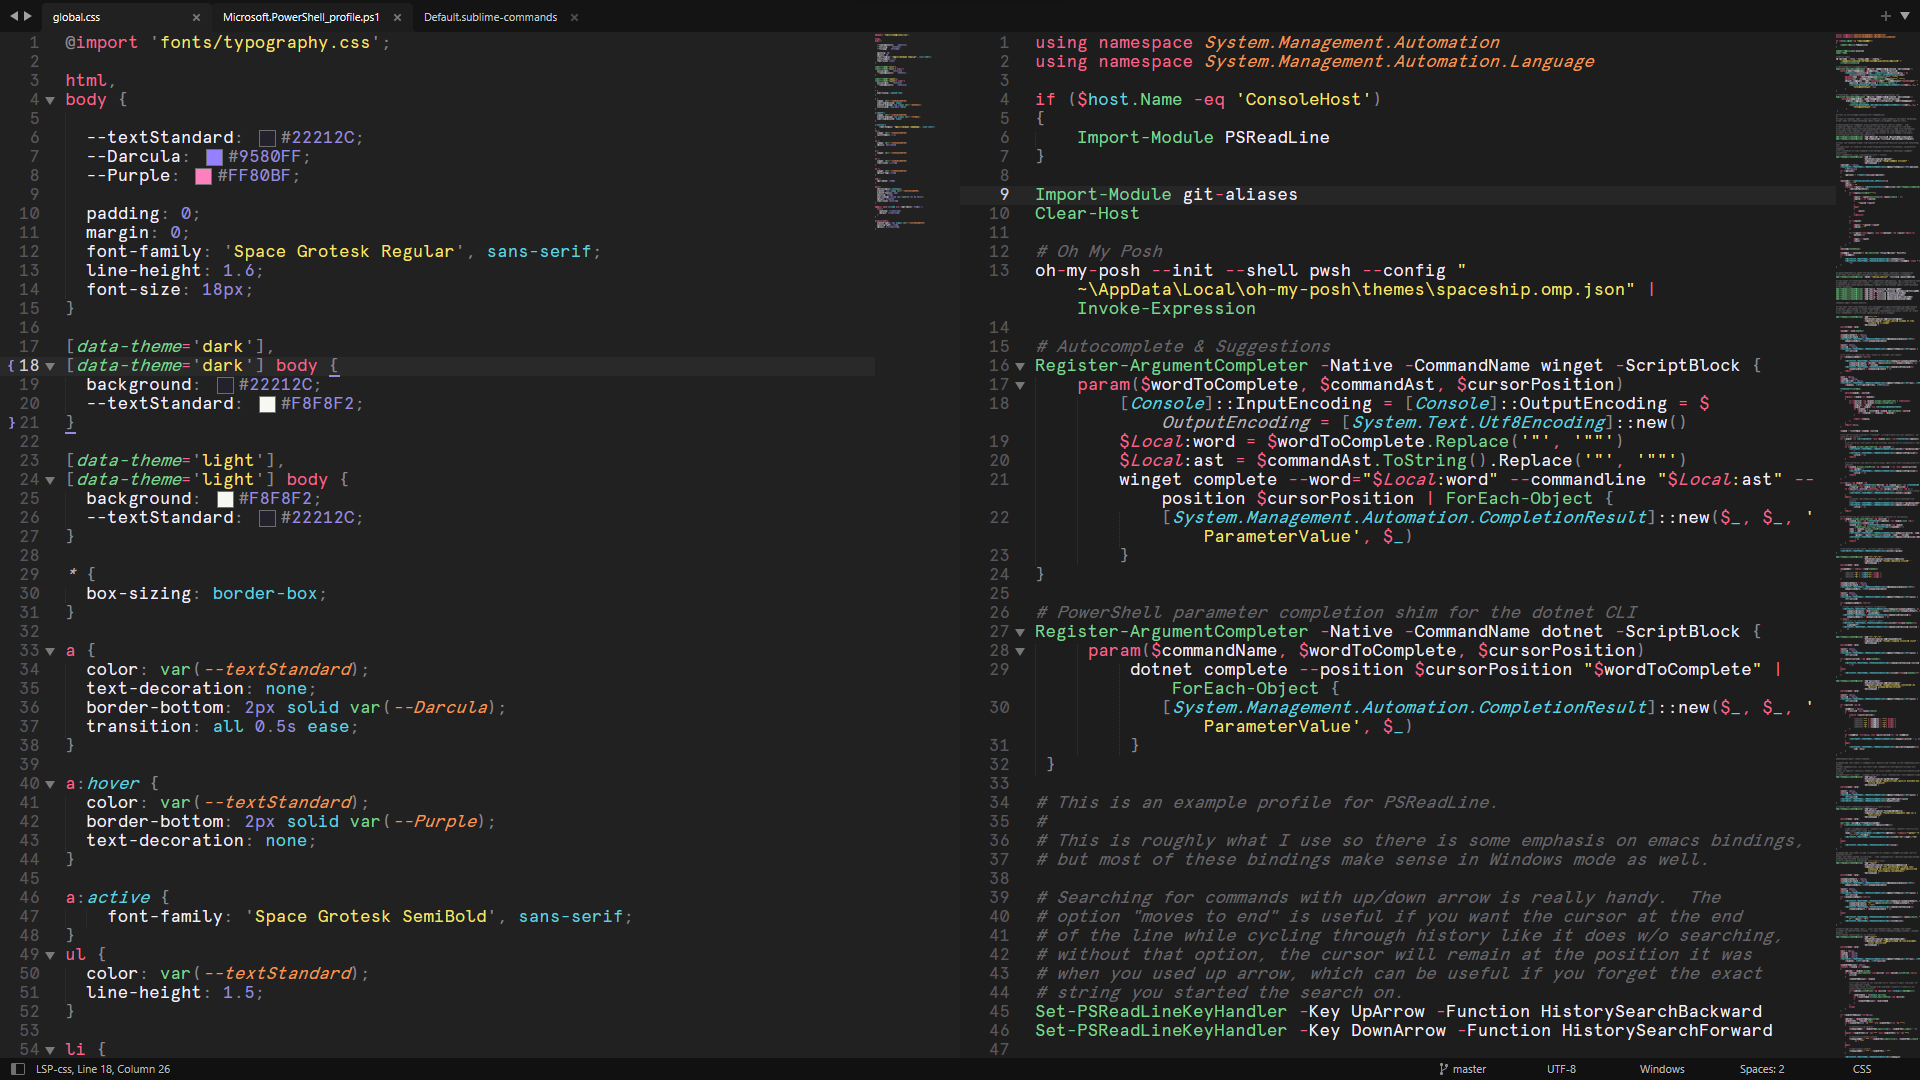 global.css
Microsoft.PowerShell_profile.ps1
Default.sublime-commands
1 @import 'fonts/typography.css';
2
3 html,
4 body {
5
6 --textStandard: #22212C;
7 --Darcula: #9580FF;
8 --Purple: #FF80BF;
9
10 padding: 0;
11 margin: 0;
12 font-family: 'Space Grotesk Regular', sans-serif;
13 line-height: 1.6;
14 font-size: 18px;
15 }
16
17 [data-theme='dark'],
18 [data-theme='dark'] body {
19 background: #22212C;
20 --textStandard: #F8F8F2;
21 }
22
23 [data-theme='light'],
24 [data-theme='light'] body {
25 background: #F8F8F2;
26 --textStandard: #22212C;
27 }
28
29 * {
30 box-sizing: border-box;
31 }
32
33 a {
34 color: var(--textStandard);
35 text-decoration: none;
36 border-bottom: 2px solid var(--Darcula);
37 transition: all 0.5s ease;
38 }
39
40 a:hover {
41 color: var(--textStandard);
42 border-bottom: 2px solid var(--Purple);
43 text-decoration: none;
44 }
45
46 a:active {
47 font-family: 'Space Grotesk SemiBold', sans-serif;
48 }
49 ul {
50 color: var(--textStandard);
51 line-height: 1.5;
52 }
53
54 li {
1 using namespace System.Management.Automation
2 using namespace System.Management.Automation.Language
3
4 if ($host.Name -eq 'ConsoleHost')
5 {
6 Import-Module PSReadLine
7 }
8
9 Import-Module git-aliases
10 Clear-Host
11
12 # Oh My Posh
13 oh-my-posh --init --shell pwsh --config "
~\AppData\Local\oh-my-posh\themes\spaceship.omp.json" |
Invoke-Expression
14
15 # Autocomplete & Suggestions
16 Register-ArgumentCompleter -Native -CommandName winget -ScriptBlock {
17 param($wordToComplete, $commandAst, $cursorPosition)
18 [Console]::InputEncoding = [Console]::OutputEncoding = $
OutputEncoding = [System.Text.Utf8Encoding]::new()
19 $Local:word = $wordToComplete.Replace('"', '""')
20 $Local:ast = $commandAst.ToString().Replace('"', '""')
21 winget complete --word="$Local:word" --commandline "$Local:ast" --
position $cursorPosition | ForEach-Object {
22 [System.Management.Automation.CompletionResult]::new($_, $_, '
ParameterValue', $_)
23 }
24 }
25
26 # PowerShell parameter completion shim for the dotnet CLI
27 Register-ArgumentCompleter -Native -CommandName dotnet -ScriptBlock {
28 param($commandName, $wordToComplete, $cursorPosition)
29 dotnet complete --position $cursorPosition "$wordToComplete" |
ForEach-Object {
30 [System.Management.Automation.CompletionResult]::new($_, $_, '
ParameterValue', $_)
31 }
32 }
33
34 # This is an example profile for PSReadLine.
35 #
36 # This is roughly what I use so there is some emphasis on emacs bindings,
37 # but most of these bindings make sense in Windows mode as well.
38
39 # Searching for commands with up/down arrow is really handy.  The
40 # option "moves to end" is useful if you want the cursor at the end
41 # of the line while cycling through history like it does w/o searching,
42 # without that option, the cursor will remain at the position it was
43 # when you used up arrow, which can be useful if you forget the exact
44 # string you started the search on.
45 Set-PSReadLineKeyHandler -Key UpArrow -Function HistorySearchBackward
46 Set-PSReadLineKeyHandler -Key DownArrow -Function HistorySearchForward
47
LSP-css, Line 18, Column 26
master
UTF-8
Windows
Spaces: 2
CSS